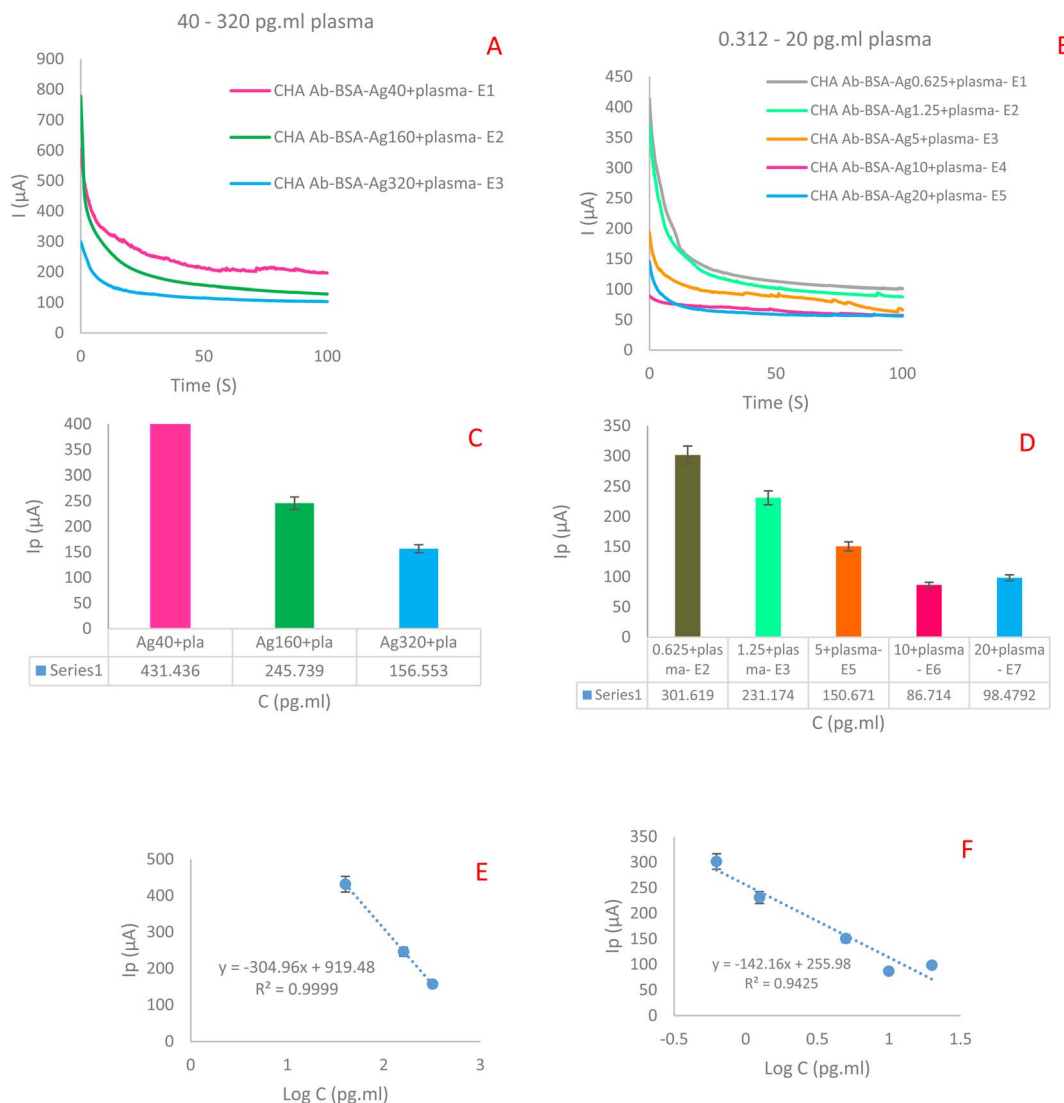 40 - 320 pg.ml plasma
A
900
800
700
600
500
400
300
200
100
0
I (µA)
CHA Ab-BSA-Ag40+plasma- E1
CHA Ab-BSA-Ag160+plasma- E2
CHA Ab-BSA-Ag320+plasma- E3
0
50
100
Time (S)
0.312 - 20 pg.ml plasma
450
400
350
300
250
200
150
100
50
0
I (µA)
CHA Ab-BSA-Ag0.625+plasma- E1
CHA Ab-BSA-Ag1.25+plasma- E2
CHA Ab-BSA-Ag5+plasma- E3
CHA Ab-BSA-Ag10+plasma- E4
CHA Ab-BSA-Ag20+plasma- E5
0
50
100
Time (S)
C
400
350
300
250
200
150
100
50
0
Ip (µA)
Ag40+pla
Ag160+pla
Ag320+pla
Series1
431.436
245.739
156.553
C (pg.ml)
D
350
300
250
200
150
100
50
0
Ip (µA)
0.625+plas
ma- E2
1.25+plas
ma- E3
5+plasma-
E5
10+plasma
- E6
20+plasma
- E7
Series1
301.619
231.174
150.671
86.714
98.4792
C (pg.ml)
E
500
400
300
200
100
0
Ip (µA)
y = -304.96x + 919.48
R² = 0.9999
0
1
2
3
Log C (pg.ml)
F
350
300
250
200
150
100
50
0
Ip (µA)
y = -142.16x + 255.98
R² = 0.9425
-0.5
0
0.5
1
1.5
Log C (pg.ml)